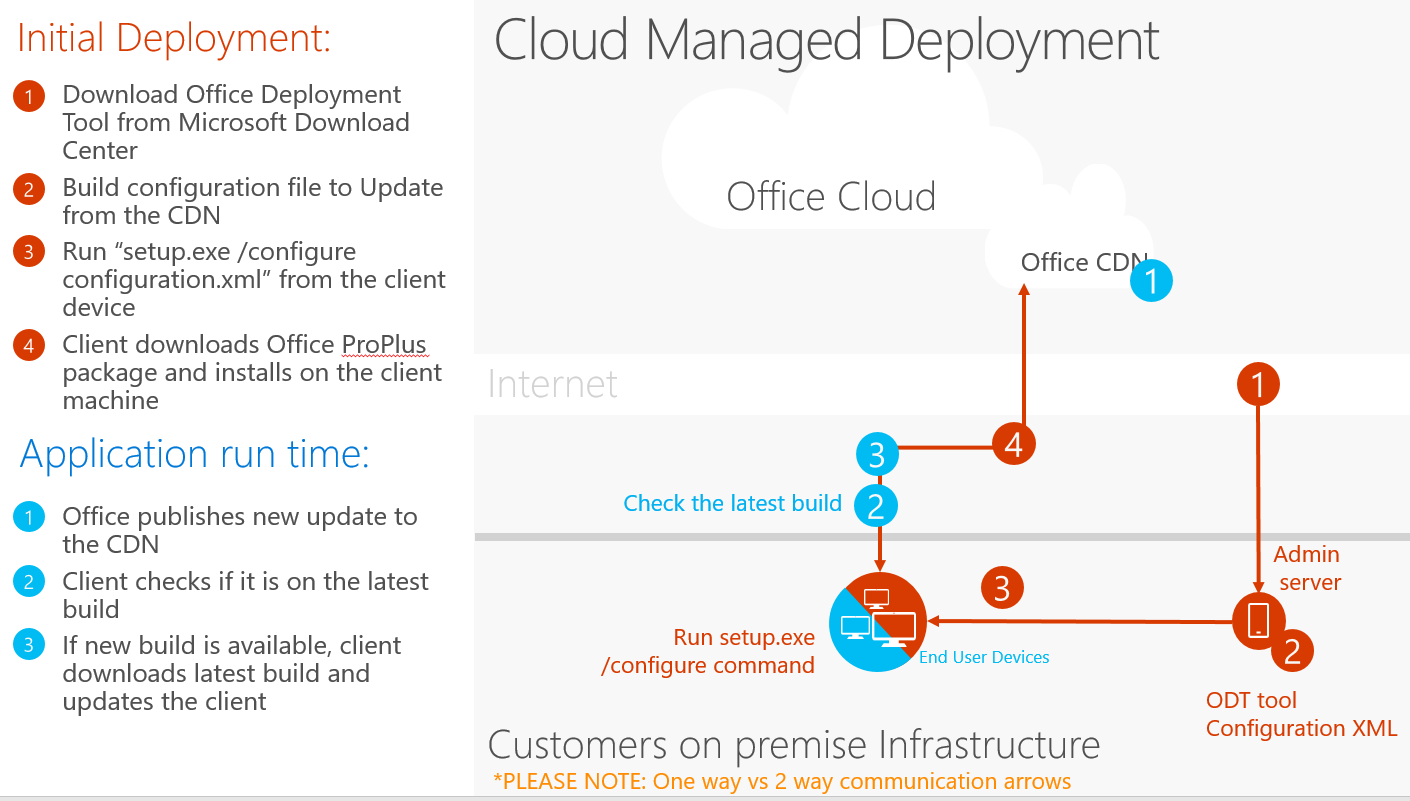 Initial Deployment:
1
Download Office Deployment
Tool from Microsoft Download
Center
2
Build configuration file to Update
from the CDN
3
Run “setup.exe /configure
configuration.xml” from the client
device
4
Client downloads Office ProPlus
package and installs on the client
machine
Application run time:
1
Office publishes new update to
the CDN
2
Client checks if it is on the latest
build
3
If new build is available, client
downloads latest build and
updates the client
Cloud Managed Deployment
Office Cloud
Office CDN
1
Internet
1
3
4
Check the latest build
2
Admin
server
3
Run setup.exe
/configure command
End User Devices
2
ODT tool
Configuration XML
Customers on premise Infrastructure
*PLEASE NOTE: One way vs 2 way communication arrows